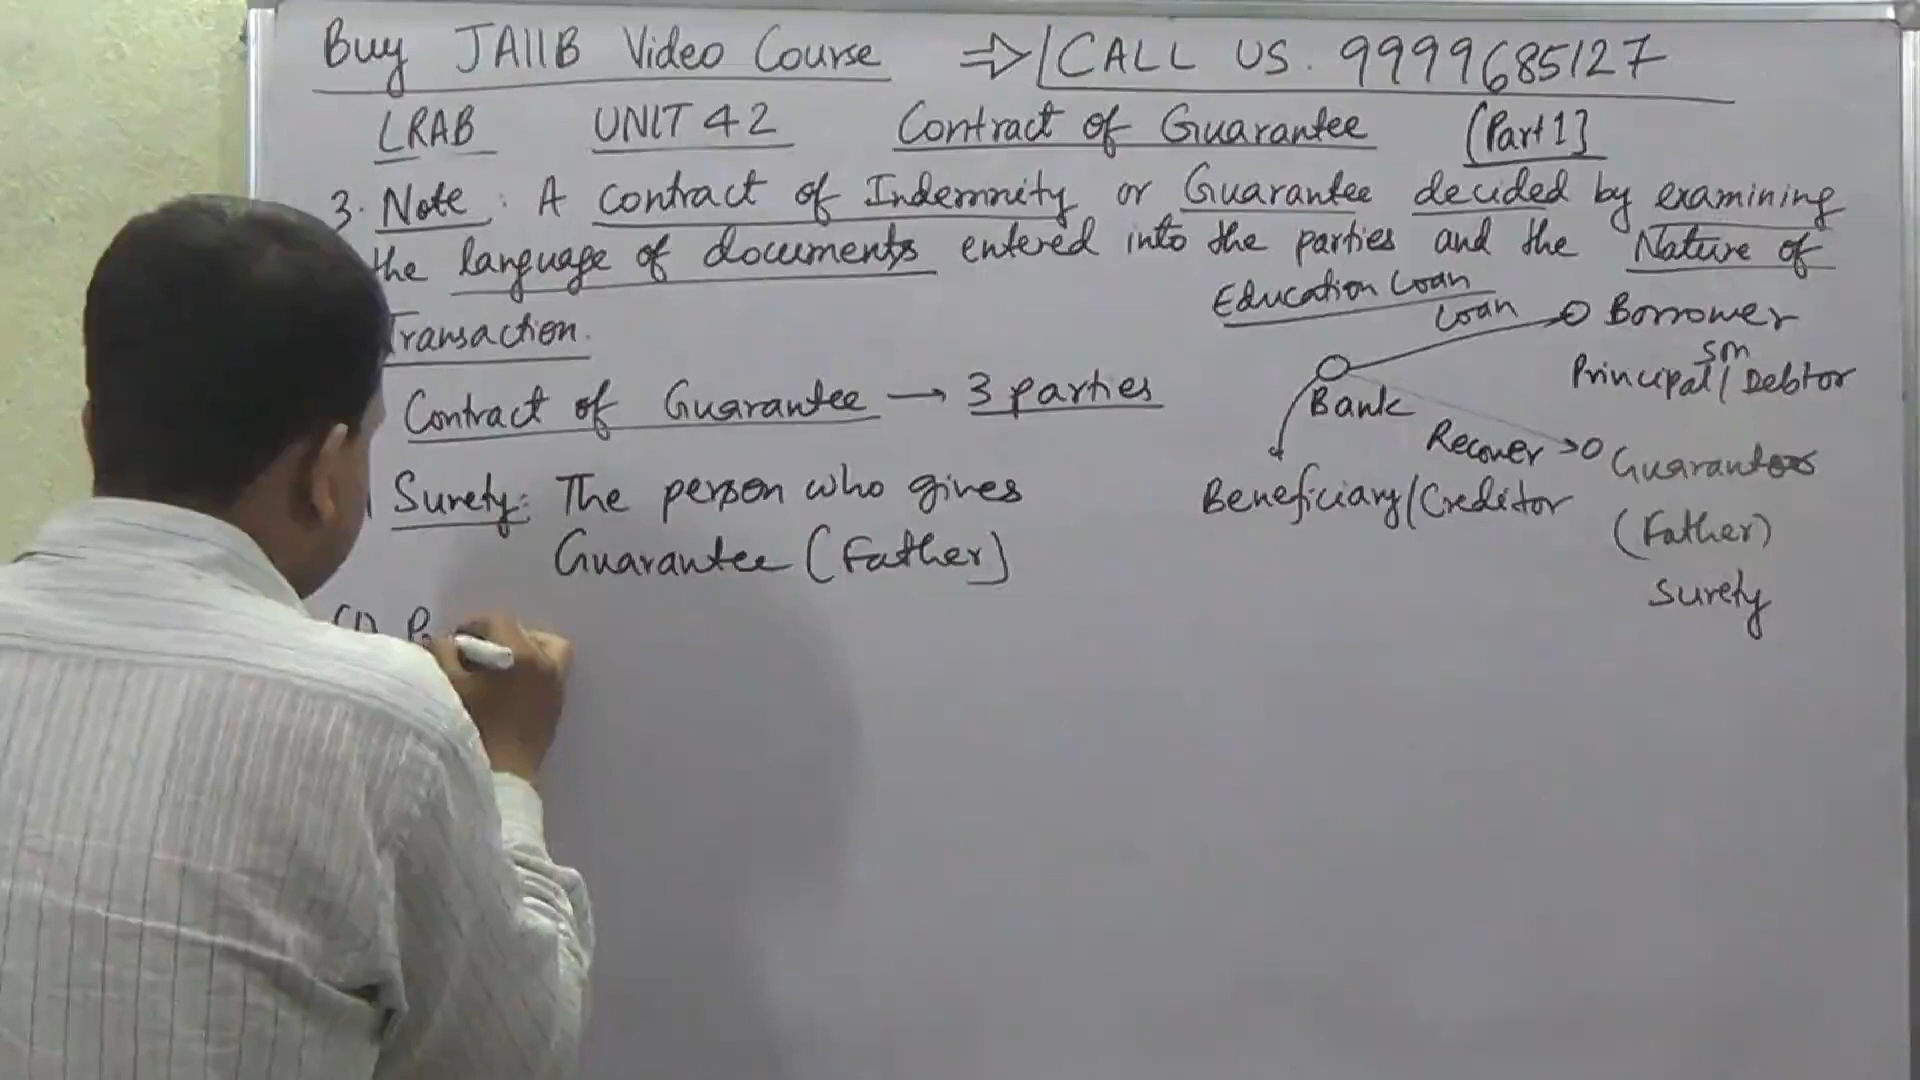 Buy JAIIB Video Course ⇒ CALL US. 9999685127
LRAB UNIT 42 Contract of Guarantee [Part 1]
3. Note: A contract of Indemnity or Guarantee decided by examining
the language of documents entered into the parties and the Nature of
Transaction.
Education Loan
Loan
Borrower
Son
Principal/Debtor
Bank
Recover
Guarantor
(Father)
Surety
Beneficiary/Creditor
Contract of Guarantee → 3 parties
Surety: The person who gives
Guarantee (Father)